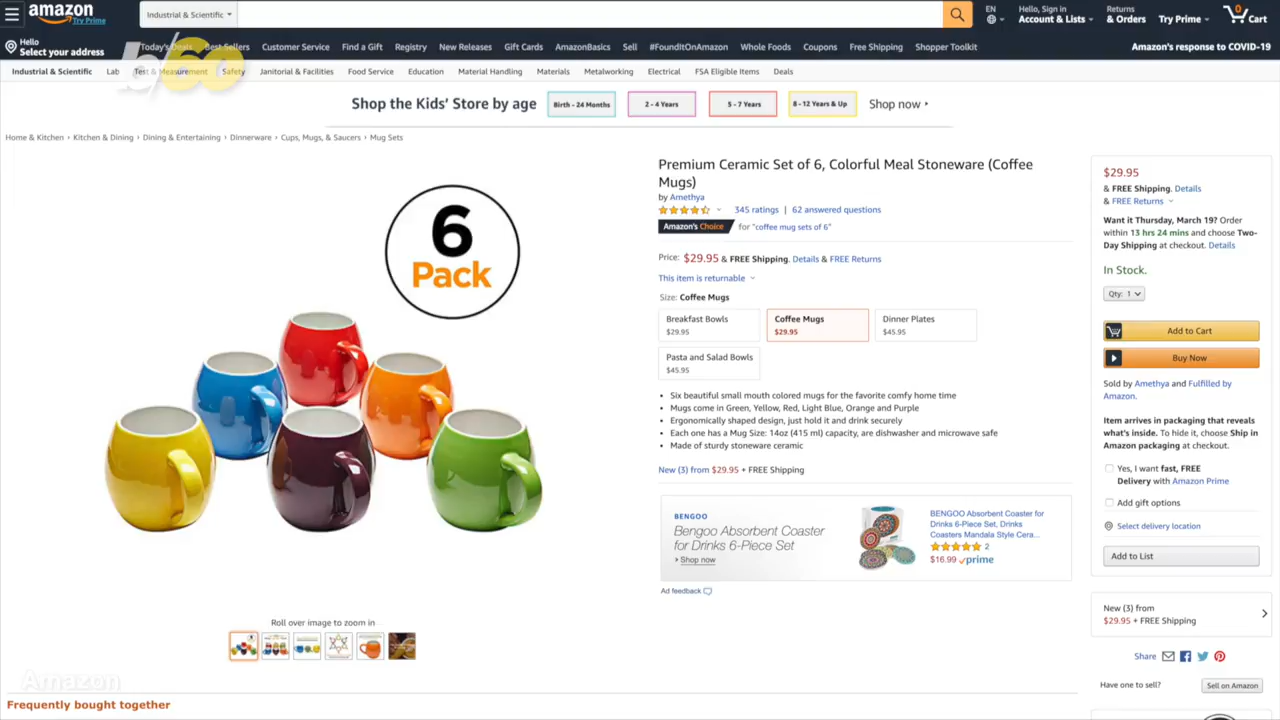 amazon
Try Prime
Industrial & Scientific
EN
Hello, Sign in
Account & Lists
Returns
& Orders
Try Prime
0
Cart
Hello
Select your address
b/60
Today's Deals
Best Sellers
Customer Service
Find a Gift
Registry
New Releases
Gift Cards
AmazonBasics
Sell
#FoundItOnAmazon
Whole Foods
Coupons
Free Shipping
Shopper Toolkit
Amazon's response to COVID-19
Industrial & Scientific
Lab
Test & Measurement
Safety
Janitorial & Facilities
Food Service
Education
Material Handling
Materials
Metalworking
Electrical
FSA Eligible Items
Deals
Shop the Kids' Store by age
Birth - 24 Months
2 - 4 Years
5 - 7 Years
8 - 12 Years & Up
Shop now
Home & Kitchen › Kitchen & Dining › Dining & Entertaining › Dinnerware › Cups, Mugs, & Saucers › Mug Sets
6
Pack
Roll over image to zoom in
Premium Ceramic Set of 6, Colorful Meal Stoneware (Coffee
Mugs)
by Amethya
345 ratings | 62 answered questions
Amazon's Choice for "coffee mug sets of 6"
Price: $29.95 & FREE Shipping. Details & FREE Returns
This item is returnable
Size: Coffee Mugs
Breakfast Bowls
$29.95
Coffee Mugs
$29.95
Dinner Plates
$45.95
Pasta and Salad Bowls
$45.95
• Six beautiful small mouth colored mugs for the favorite comfy home time
• Mugs come in Green, Yellow, Red, Light Blue, Orange and Purple
• Ergonomically shaped design, just hold it and drink securely
• Each one has a Mug Size: 14oz (415 ml) capacity, are dishwasher and microwave safe
• Made of sturdy stoneware ceramic
New (3) from $29.95 + FREE Shipping
BENGOO
Bengoo Absorbent Coaster
for Drinks 6-Piece Set
› Shop now
BENGOO Absorbent Coaster for
Drinks 6-Piece Set, Drinks
Coasters Mandala Style Cera...
2
$16.99 prime
Ad feedback
$29.95
& FREE Shipping. Details
& FREE Returns
Want it Thursday, March 19? Order
within 13 hrs 24 mins and choose Two-
Day Shipping at checkout. Details
In Stock.
Qty: 1
Add to Cart
Buy Now
Sold by Amethya and Fulfilled by
Amazon.
Item arrives in packaging that reveals
what's inside. To hide it, choose Ship in
Amazon packaging at checkout.
Yes, I want fast, FREE
Delivery with Amazon Prime
Add gift options
Select delivery location
Add to List
New (3) from
$29.95 + FREE Shipping
Share
Have one to sell?
Sell on Amazon
Amazon
Frequently bought together